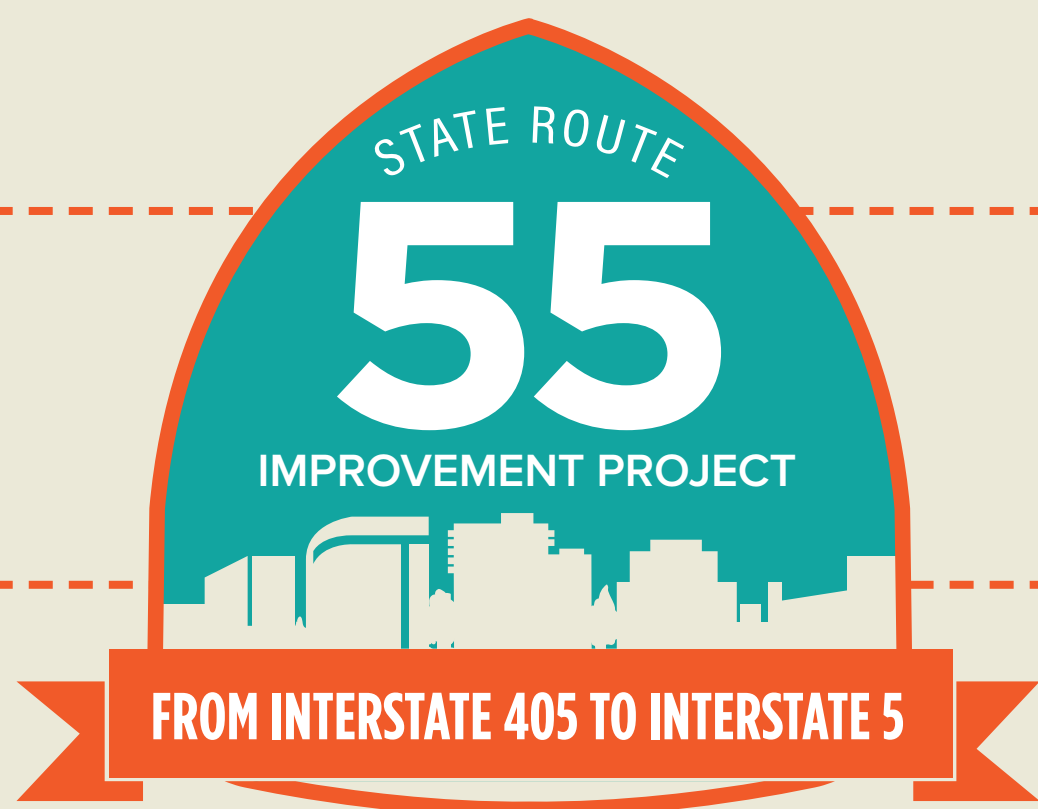 STATE ROUTE
55
IMPROVEMENT PROJECT
FROM INTERSTATE 405 TO INTERSTATE 5